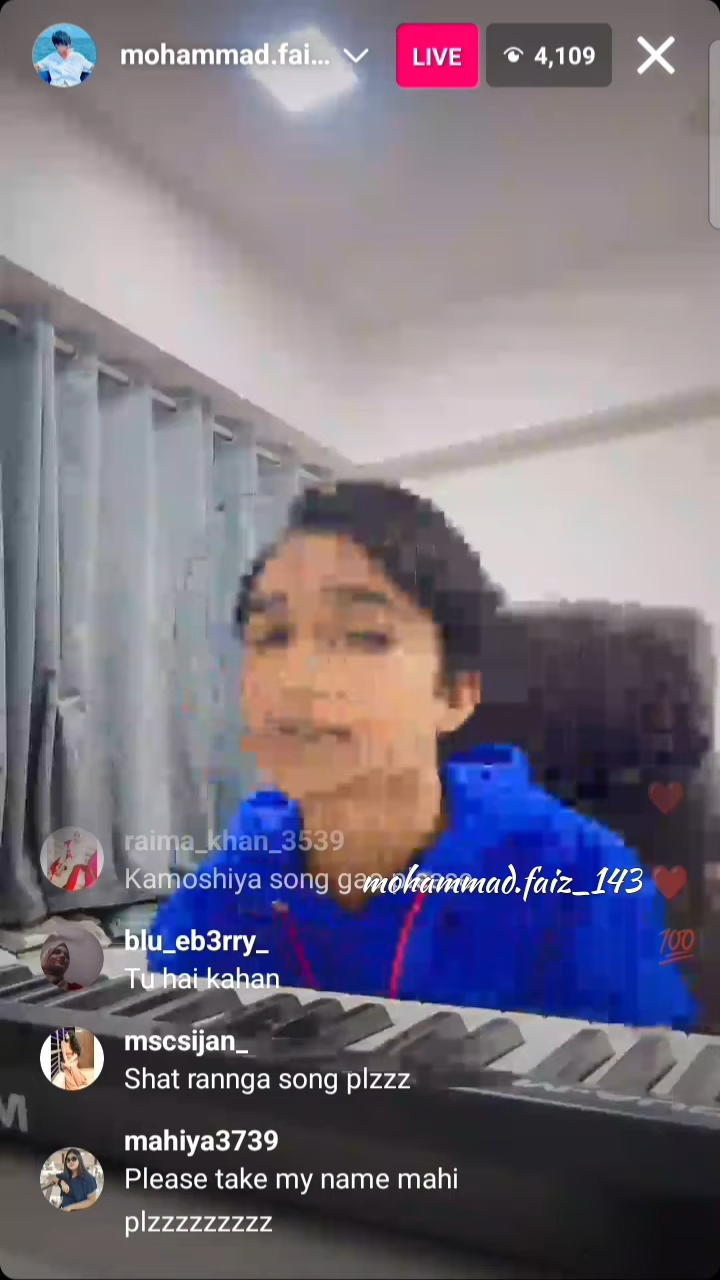 mohammad.fai...
LIVE
4,109
raima_khan_3539
Kamoshiya song
mohammad.faiz_143
💯
blu_eb3rry_
Tu hai kahan
mscsijan_
Shat rannga song plzzz
M
mahiya3739
Please take my name mahi
plzzzzzzzzz